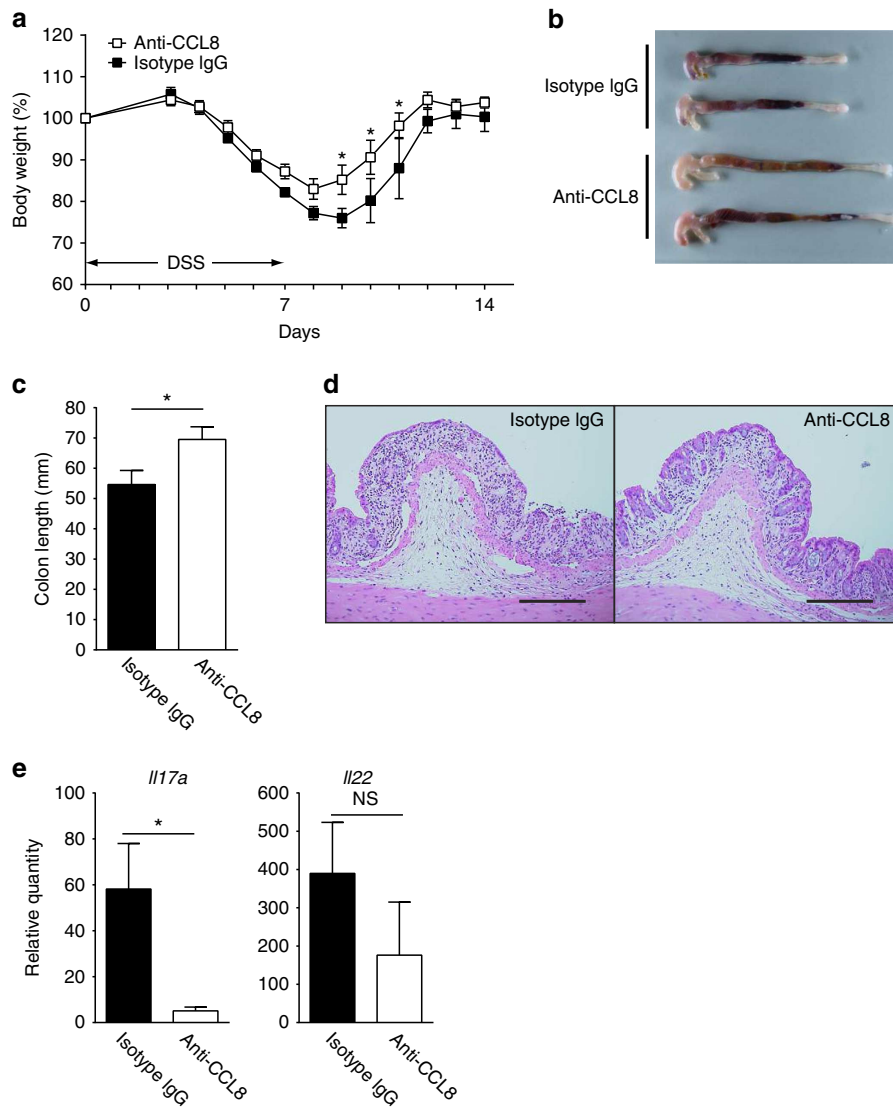 a
Anti-CCL8
Isotype IgG
120
110
100
90
80
70
60
Body weight (%)
* * *
DSS
0 7 14
Days
b
Isotype IgG
Anti-CCL8
c
*
80
70
60
50
40
30
20
10
0
Colon length (mm)
Isotype IgG
Anti-CCL8
d
Isotype IgG
Anti-CCL8
e
Il17a
*
100
80
60
40
20
0
Relative quantity
Isotype IgG
Anti-CCL8
Il22
NS
600
500
400
300
200
100
0
Isotype IgG
Anti-CCL8